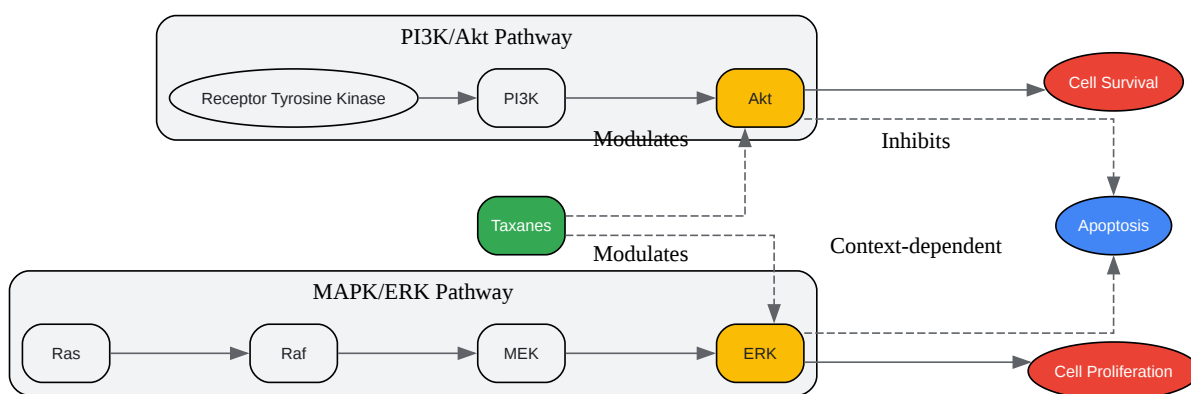 PI3K/Akt Pathway
Receptor Tyrosine Kinase
PI3K
Akt
Cell Survival
Modulates
Inhibits
Taxanes
Apoptosis
Modulates
Context-dependent
MAPK/ERK Pathway
Ras
Raf
MEK
ERK
Cell Proliferation